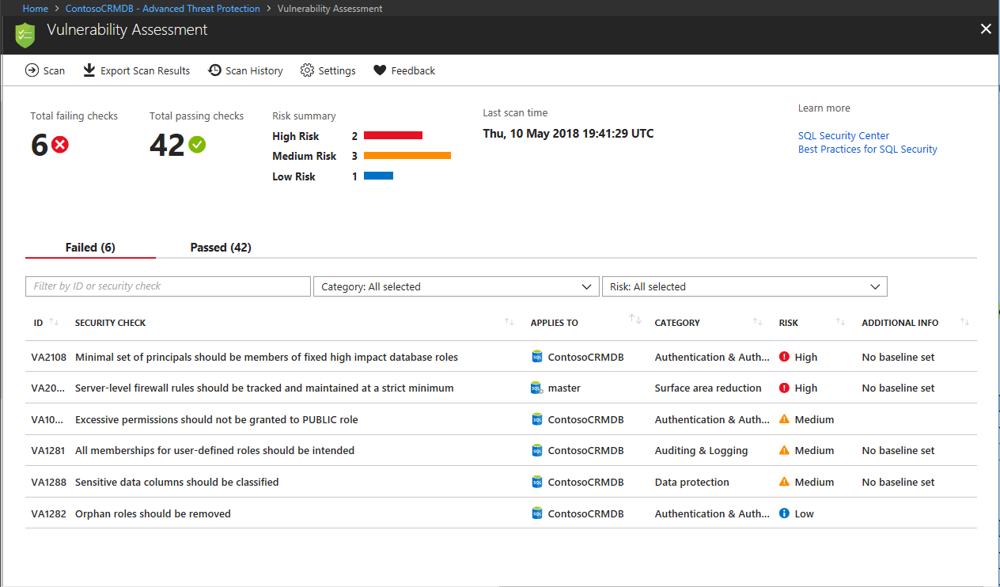 Home > ContosoCRMDB - Advanced Threat Protection > Vulnerability Assessment
Vulnerability Assessment
Scan Export Scan Results Scan History Settings Feedback
Total failing checks
6
Total passing checks
42
Risk summary
High Risk 2
Medium Risk 3
Low Risk 1
Last scan time
Thu, 10 May 2018 19:41:29 UTC
Learn more
SQL Security Center
Best Practices for SQL Security
Failed (6) Passed (42)
Filter by ID or security check Category: All selected Risk: All selected
ID SECURITY CHECK APPLIES TO CATEGORY RISK ADDITIONAL INFO
VA2108 Minimal set of principals should be members of fixed high impact database roles SQL ContosoCRMDB Authentication & Auth... High No baseline set
VA20... Server-level firewall rules should be tracked and maintained at a strict minimum SQL master Surface area reduction High No baseline set
VA10... Excessive permissions should not be granted to PUBLIC role SQL ContosoCRMDB Authentication & Auth... Medium
VA1281 All memberships for user-defined roles should be intended SQL ContosoCRMDB Auditing & Logging Medium No baseline set
VA1288 Sensitive data columns should be classified SQL ContosoCRMDB Data protection Medium No baseline set
VA1282 Orphan roles should be removed SQL ContosoCRMDB Authentication & Auth... Low